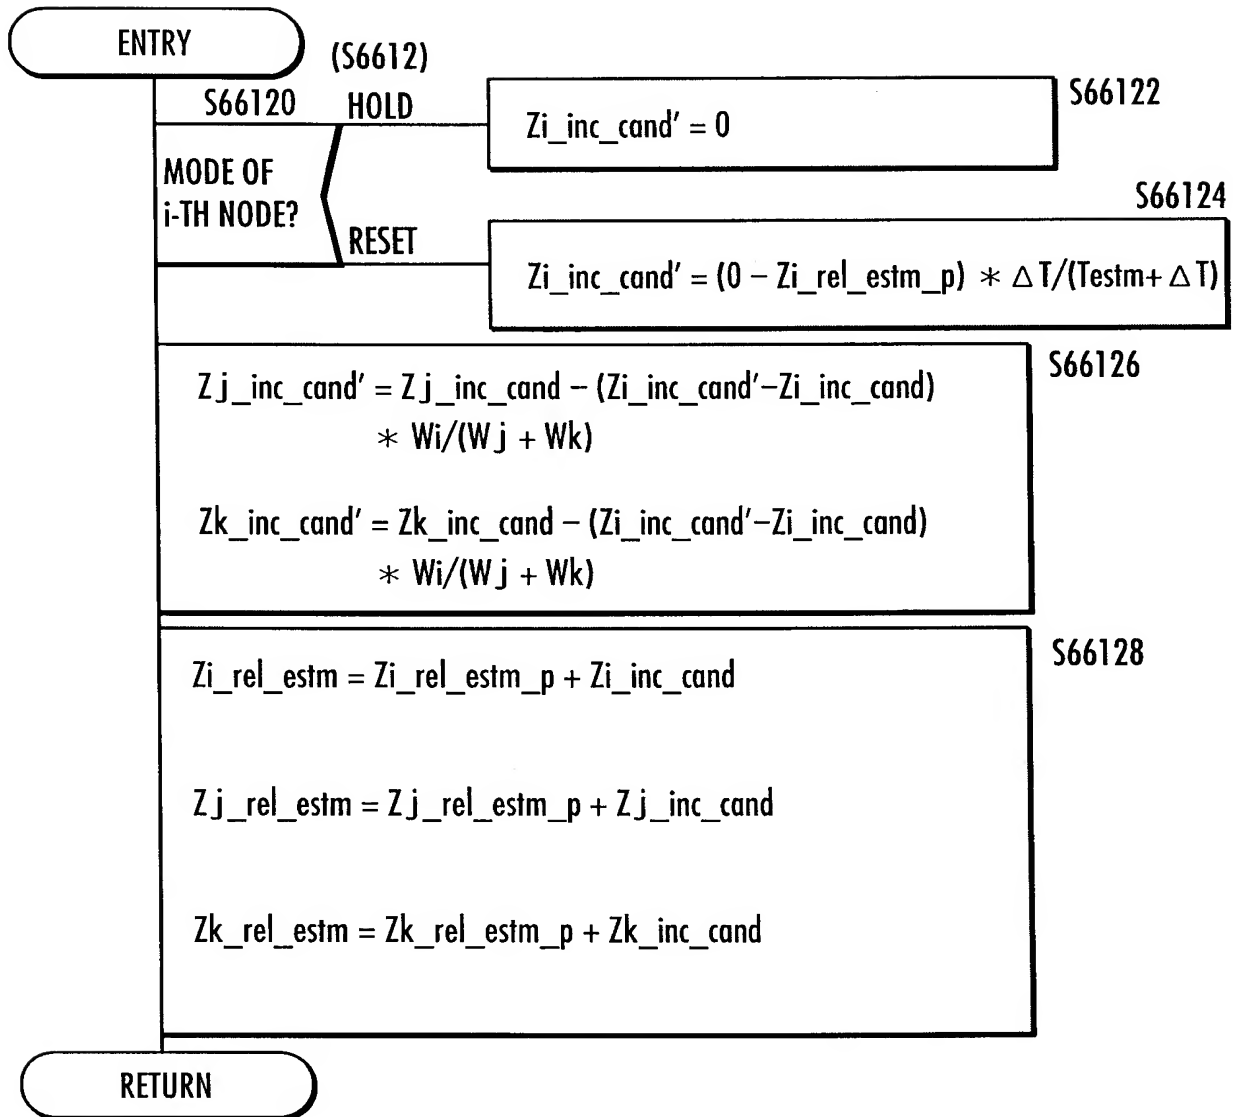 ENTRY
(S6612)
S66120
HOLD
Zi_inc_cand' = 0
S66122
MODE OF
i-TH NODE?
S66124
RESET
Zi_inc_cand' = (0 – Zi_rel_estm_p) * ΔT/(Testm+ ΔT)
S66126
Zj_inc_cand' = Zj_inc_cand – (Zi_inc_cand'–Zi_inc_cand)
* Wi/(Wj + Wk)
Zk_inc_cand' = Zk_inc_cand – (Zi_inc_cand'–Zi_inc_cand)
* Wi/(Wj + Wk)
S66128
Zi_rel_estm = Zi_rel_estm_p + Zi_inc_cand
Zj_rel_estm = Zj_rel_estm_p + Zj_inc_cand
Zk_rel_estm = Zk_rel_estm_p + Zk_inc_cand
RETURN